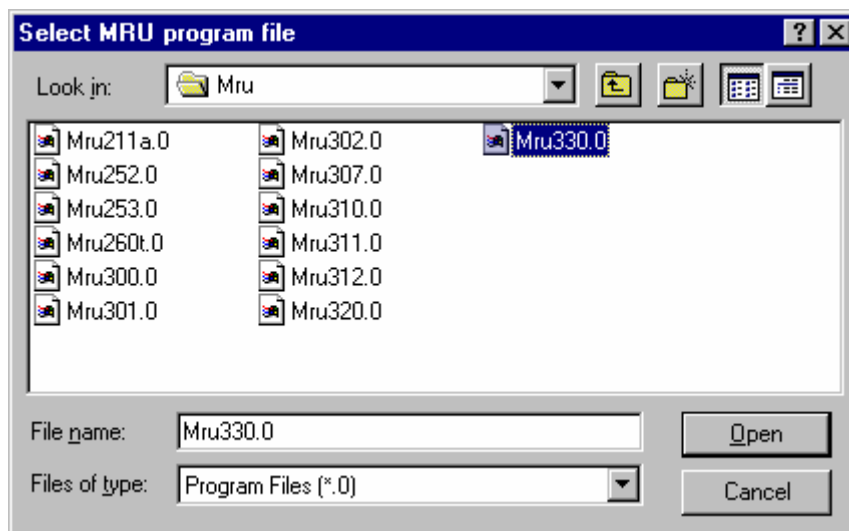 Select MRU program file
Look in: Mru
Mru211a.0 Mru302.0 Mru330.0
Mru252.0 Mru307.0
Mru253.0 Mru310.0
Mru260t.0 Mru311.0
Mru300.0 Mru312.0
Mru301.0 Mru320.0
File name: Mru330.0 Open
Files of type: Program Files (*.0) Cancel